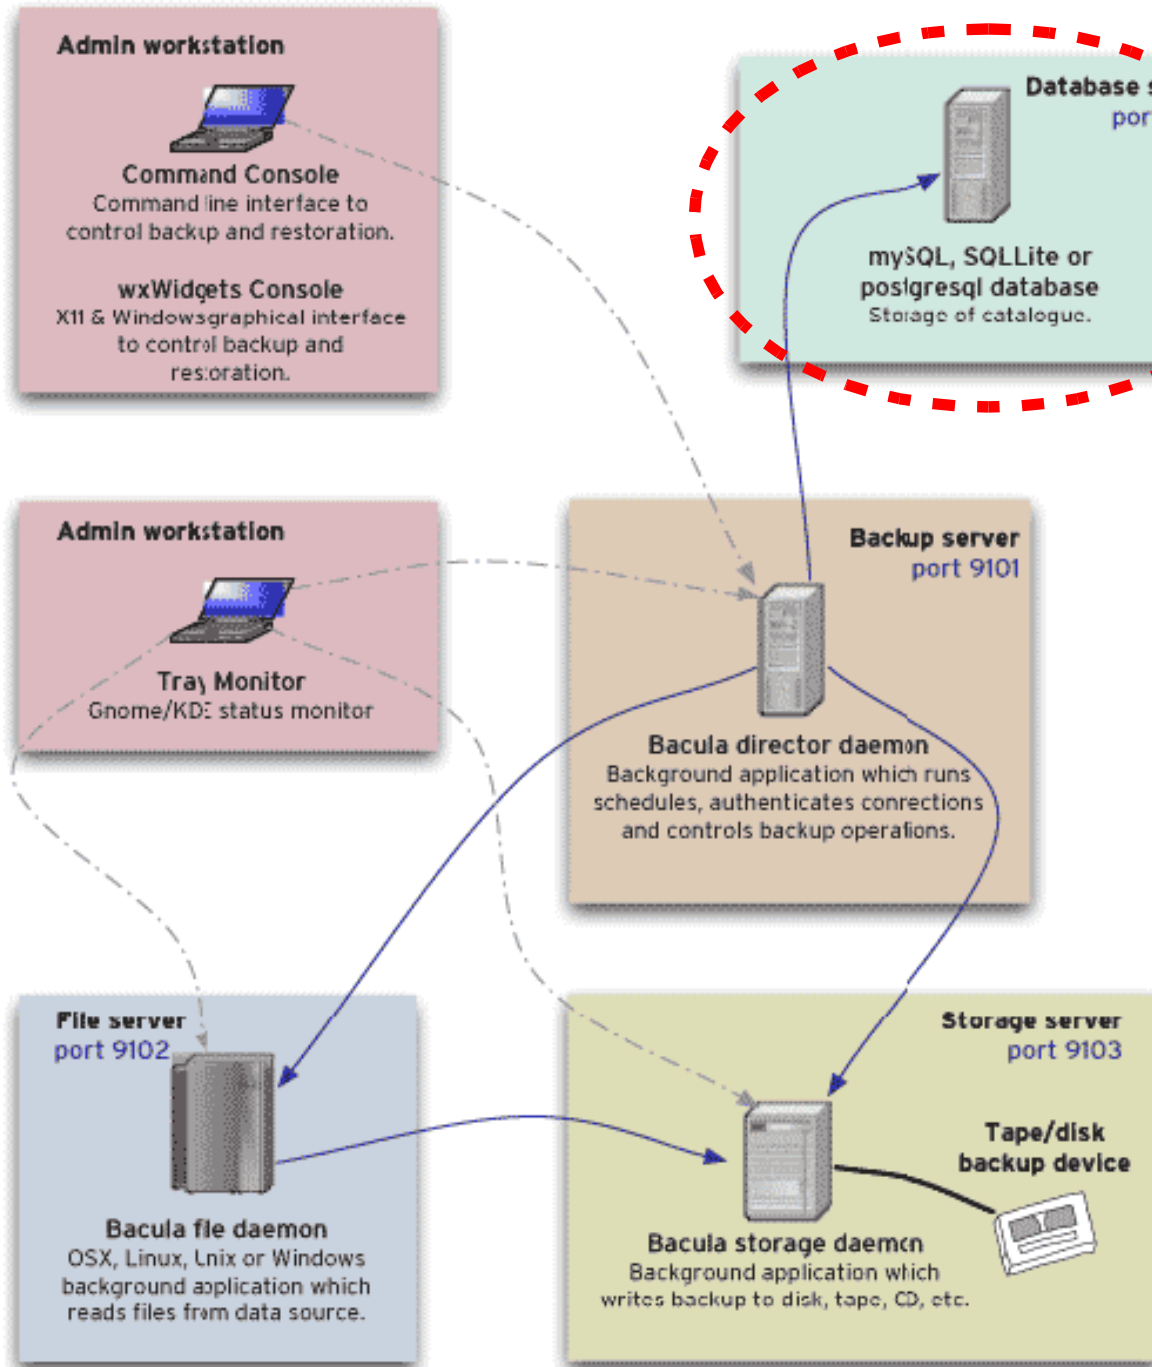 Admin workstation
Command Console
Command line interface to
control backup and restoration.
wxWidgets Console
X11 & Windows graphical interface
to control backup and
restoration.
Database s
por
mySQL, SQLLite or
postgresql database
Storage of catalogue.
Admin workstation
Tray Monitor
Gnome/KDE status monitor
Backup server
port 9101
Bacula director daemon
Background application which runs
schedules, authenticates connections
and controls backup operations.
File server
port 9102
Bacula file daemon
OSX, Linux, Unix or Windows
background application which
reads files from data source.
Storage server
port 9103
Tape/disk
backup device
Bacula storage daemon
Background application which
writes backup to disk, tape, CD, etc.